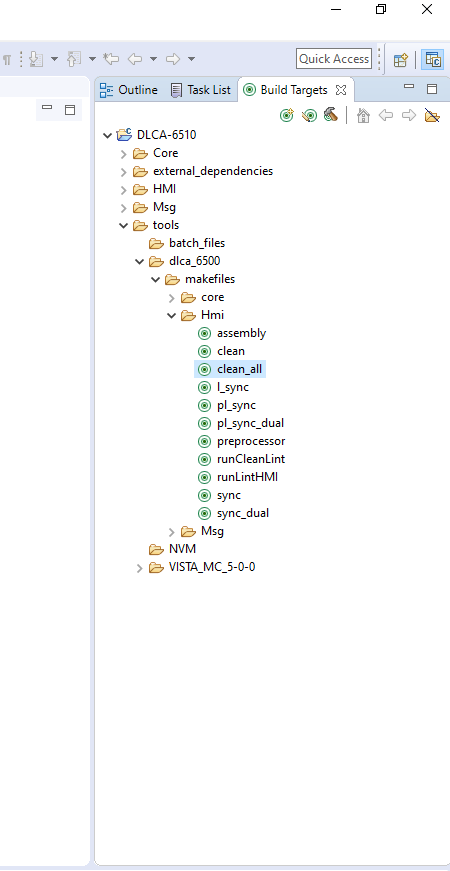 Quick Access
Outline Task List Build Targets
DLCA-6510
Core
external_dependencies
HMI
Msg
tools
batch_files
dlca_6500
makefiles
core
Hmi
assembly
clean
clean_all
l_sync
pl_sync
pl_sync_dual
preprocessor
runCleanLint
runLintHMI
sync
sync_dual
Msg
NVM
VISTA_MC_5-0-0